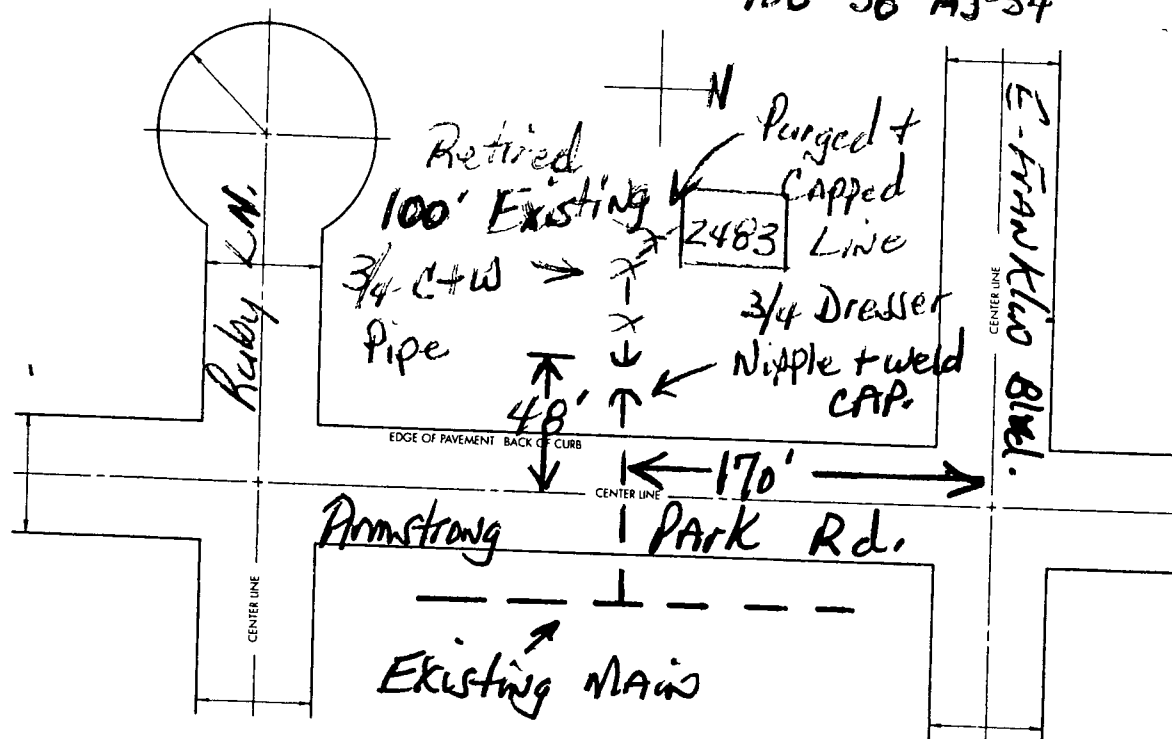 N
Retired
100' Existing
3/4 C+W
Pipe
Purged +
Capped
Line
2483
3/4 Dresser
Nipple + weld
CAP.
Ruby LN.
E-FrANKlin Blvd.
CENTER LINE
48'
EDGE OF PAVEMENT BACK OF CURB
170'
CENTER LINE
Armstrong PArK Rd.
CENTER LINE
Existing MAin